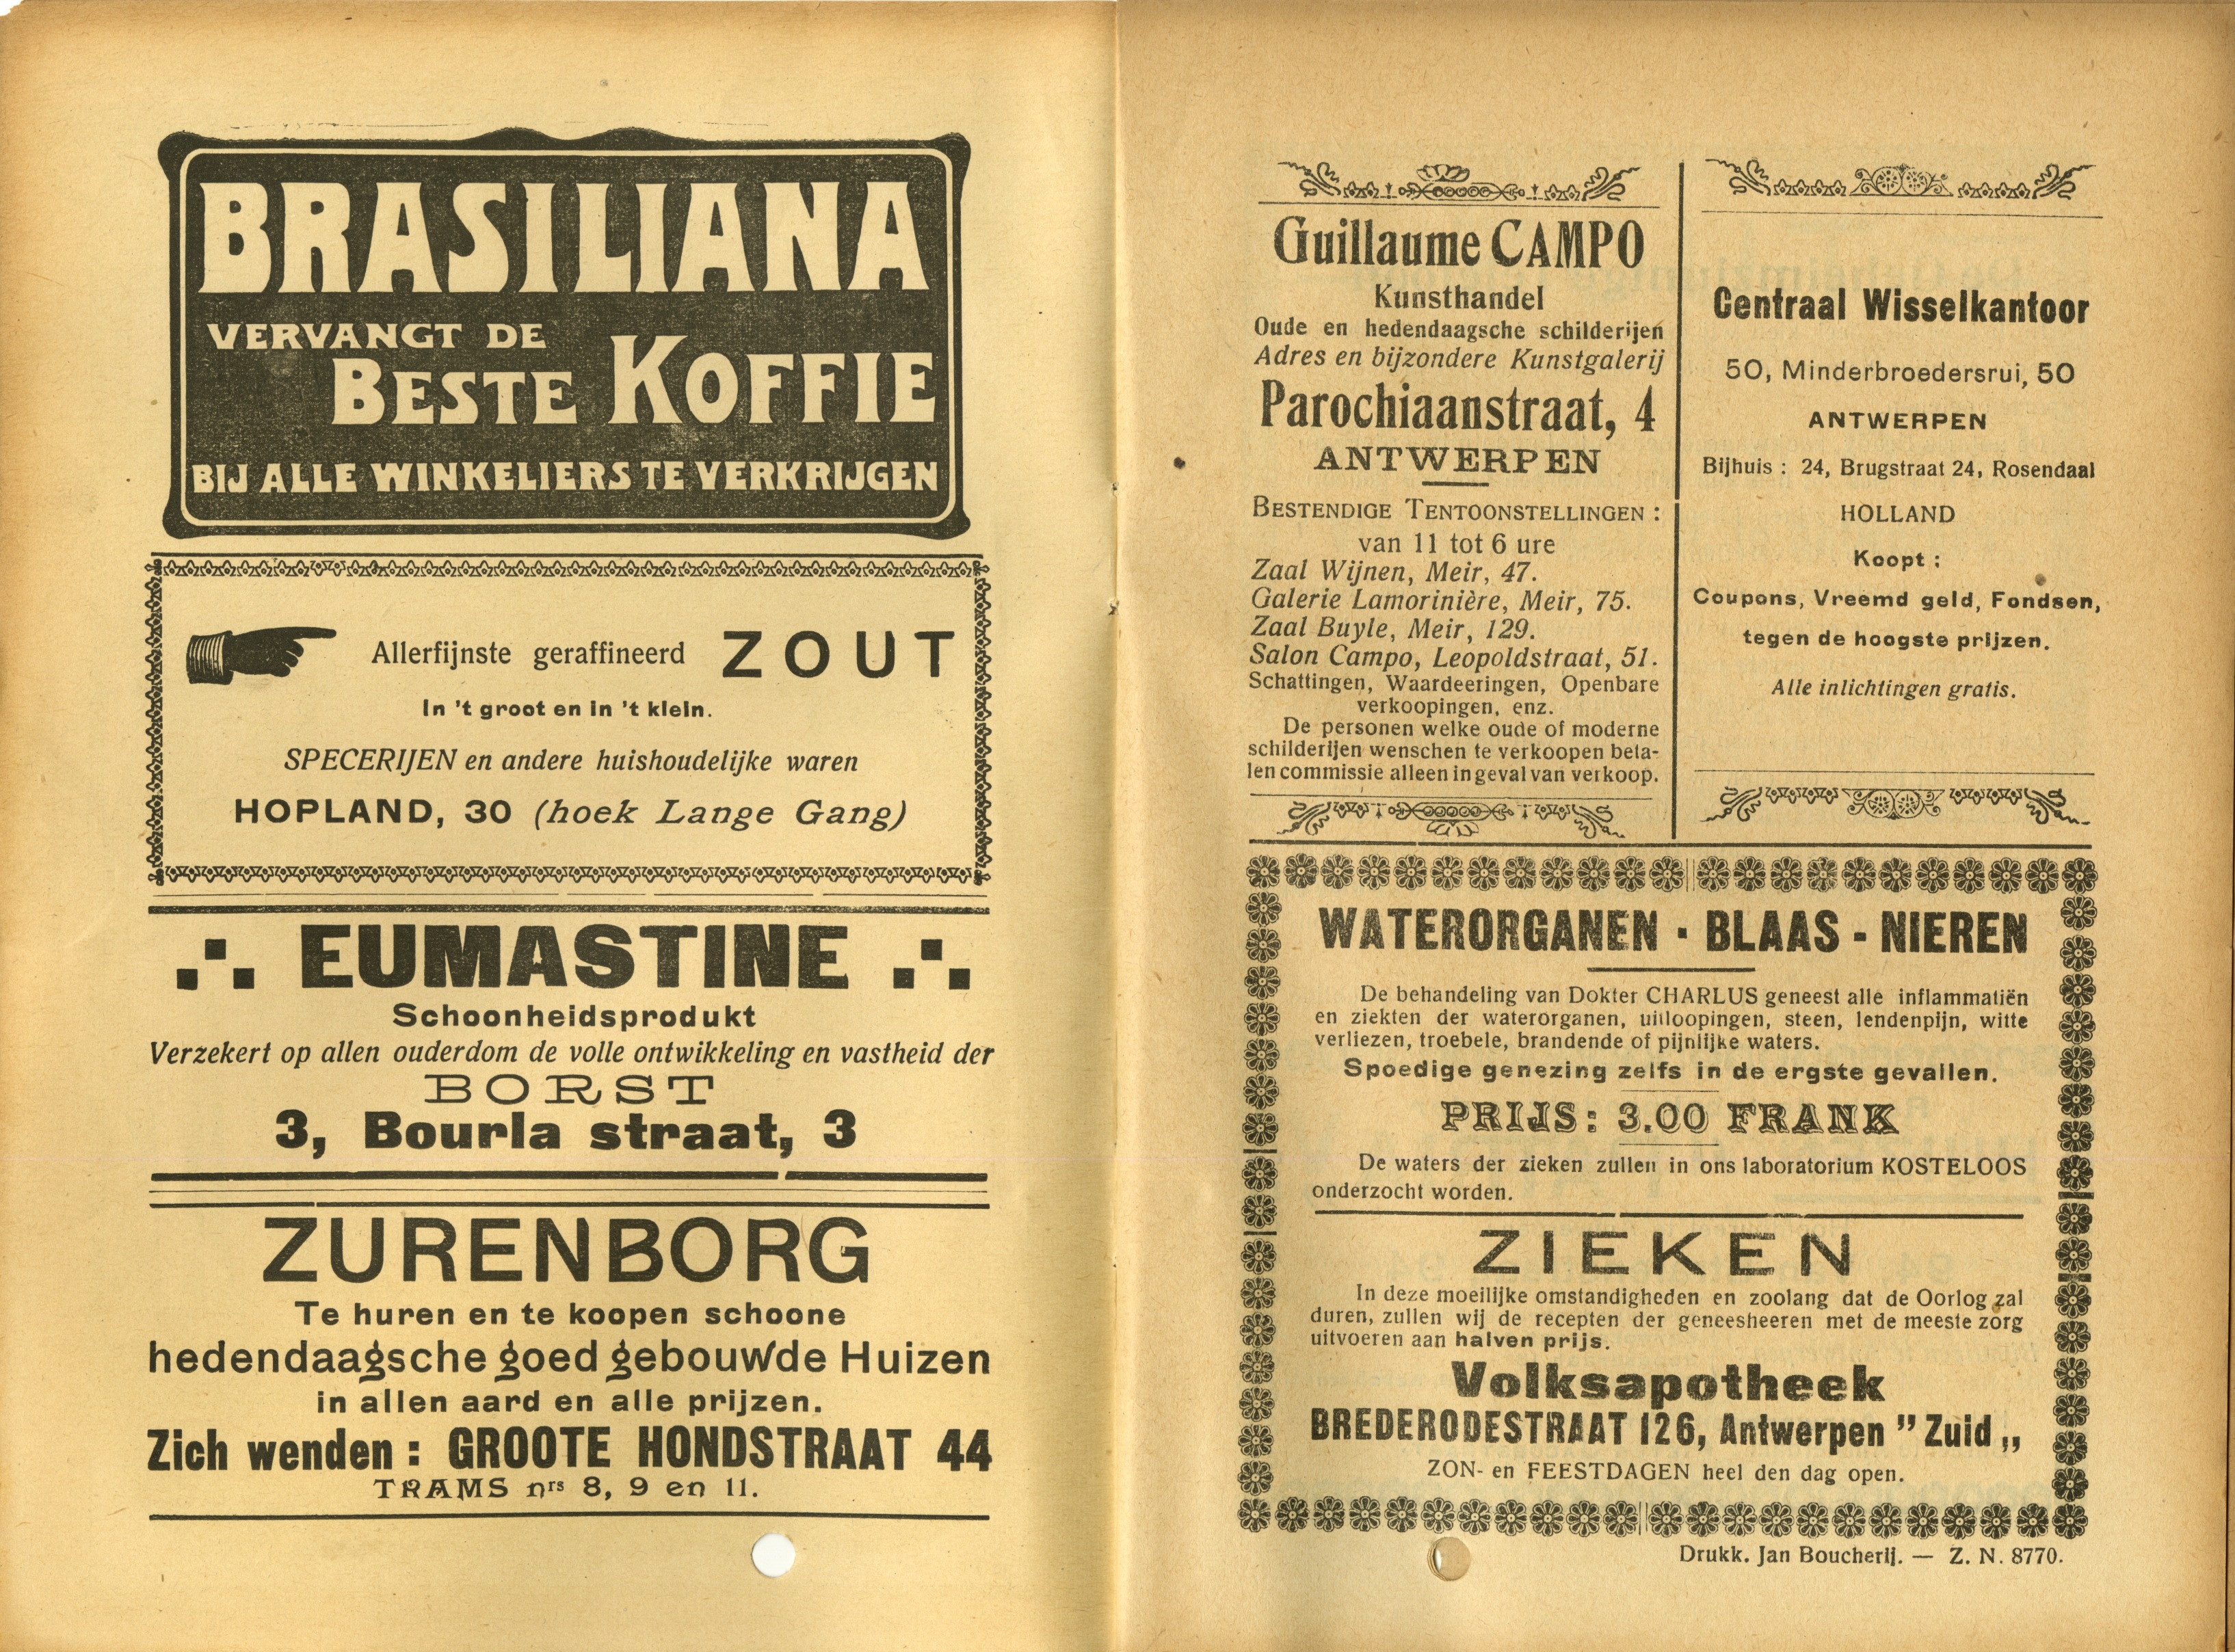 BRASILIANA
VERVANGT DE
BESTE KOFFIE
BIJ ALLE WINKELIERS TE VERKRIJGEN
Allerfijnste geraffineerd ZOUT
In 't groot en in 't klein.
SPECERIJEN en andere huishoudelijke waren
HOPLAND, 30 (hoek Lange Gang)
EUMASTINE
Schoonheidsprodukt
Verzekert op allen ouderdom de volle ontwikkeling en vastheid der
BORST
3, Bourla straat, 3
ZURENBORG
Te huren en te koopen schoone
hedendaagsche goed gebouwde Huizen
in allen aard en alle prijzen.
Zich wenden : GROOTE HONDSTRAAT 44
TRAMS nrs 8, 9 en 11.
Guillaume CAMPO
Kunsthandel
Oude en hedendaagsche schilderijen
Adres en bijzondere Kunstgalerij
Parochiaanstraat, 4
ANTWERPEN
BESTENDIGE TENTOONSTELLINGEN :
van 11 tot 6 ure
Zaal Wijnen, Meir, 47.
Galerie Lamorinière, Meir, 75.
Zaal Buyle, Meir, 129.
Salon Campo, Leopoldstraat, 51.
Schattingen, Waardeeringen, Openbare
verkoopingen, enz.
De personen welke oude of moderne
schilderijen wenschen te verkoopen beta-
len commissie alleen in geval van verkoop.
Centraal Wisselkantoor
50, Minderbroedersrui, 50
ANTWERPEN
Bijhuis : 24, Brugstraat 24, Rosendaal
HOLLAND
Koopt :
Coupons, Vreemd geld, Fondsen,
tegen de hoogste prijzen.
Alle inlichtingen gratis.
WATERORGANEN - BLAAS - NIEREN
De behandeling van Dokter CHARLUS geneest alle inflammatiën
en ziekten der waterorganen, uitloopingen, steen, lendenpijn, witte
verliezen, troebele, brandende of pijnlijke waters.
Spoedige genezing zelfs in de ergste gevallen.
PRIJS : 3.00 FRANK
De waters der zieken zullen in ons laboratorium KOSTELOOS
onderzocht worden.
ZIEKEN
In deze moeilijke omstandigheden en zoolang dat de Oorlog zal
duren, zullen wij de recepten der geneesheeren met de meeste zorg
uitvoeren aan halven prijs.
Volksapotheek
BREDERODESTRAAT 126, Antwerpen " Zuid „
ZON- en FEESTDAGEN heel den dag open.
Drukk. Jan Boucherij. — Z. N. 8770.